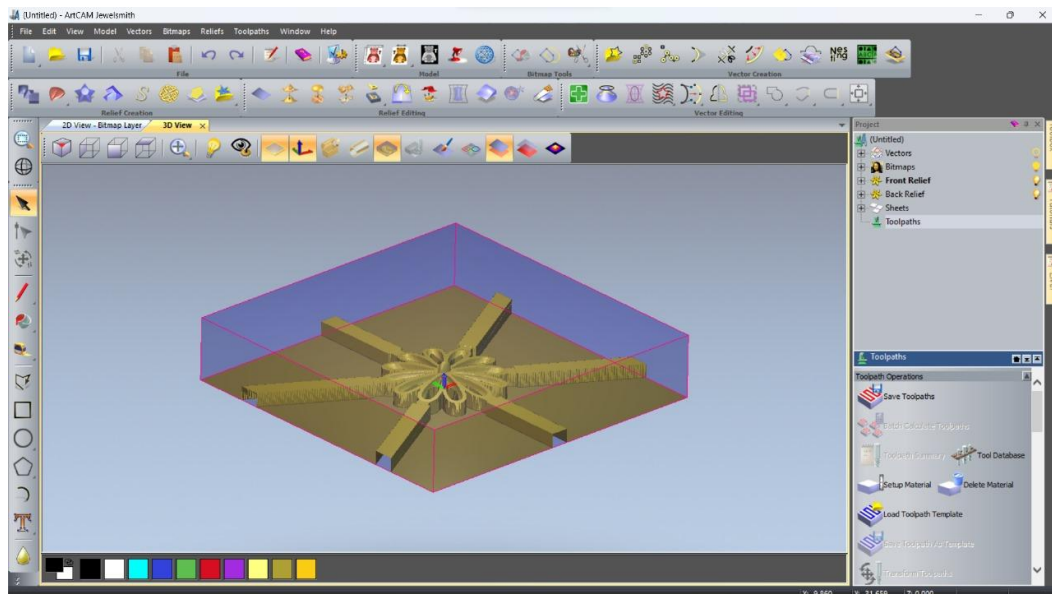 (Untitled) - ArtCAM Jewelsmith
File Edit View Model Vectors Bitmaps Reliefs Toolpaths Window Help
File Model Bitmap Tools Vector Creation
Nes
ting
Relief Creation Relief Editing Vector Editing
2D View - Bitmap Layer 3D View x
Project
(Untitled)
Vectors
Bitmaps
Front Relief
Back Relief
Sheets
Toolpaths
Toolpaths
Toolpath Operations
Save Toolpaths
Batch Calculate Toolpaths
Toolpath Summary Tool Database
Setup Material Delete Material
Load Toolpath Template
Save Toolpath As Template
Transform Toolpaths